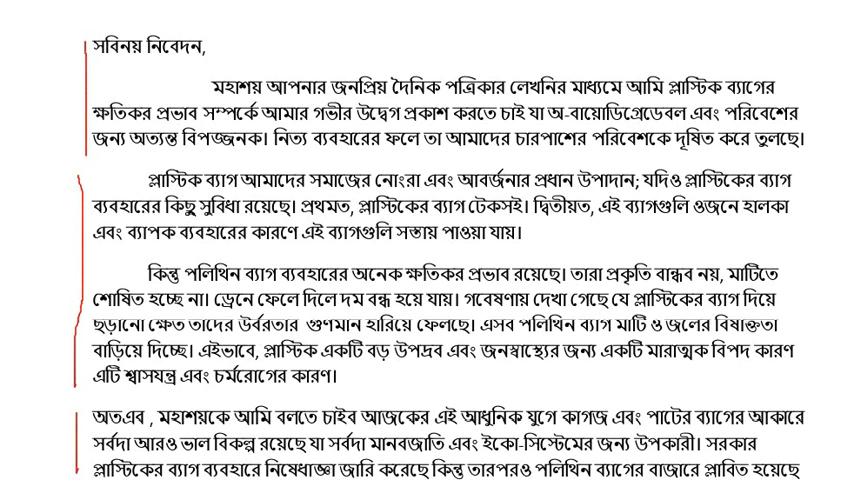 সবিনয় নিবেদন,
মহাশয় আপনার জনপ্রিয় দৈনিক পত্রিকার লেখনির মাধ্যমে আমি প্লাস্টিক ব্যাগের
ক্ষতিকর প্রভাব সম্পর্কে আমার গভীর উদ্বেগ প্রকাশ করতে চাই যা অ-বায়োডিগ্রেডেবল এবং পরিবেশের
জন্য অত্যন্ত বিপজ্জনক। নিত্য ব্যবহারের ফলে তা আমাদের চারপাশের পরিবেশকে দূষিত করে তুলছে।
প্লাস্টিক ব্যাগ আমাদের সমাজের নোংরা এবং আবর্জনার প্রধান উপাদান; যদিও প্লাস্টিকের ব্যাগ
ব্যবহারের কিছু সুবিধা রয়েছে। প্রথমত, প্লাস্টিকের ব্যাগ টেকসই। দ্বিতীয়ত, এই ব্যাগগুলি ওজনে হালকা
এবং ব্যাপক ব্যবহারের কারণে এই ব্যাগগুলি সস্তায় পাওয়া যায়।
কিন্তু পলিথিন ব্যাগ ব্যবহারের অনেক ক্ষতিকর প্রভাব রয়েছে। তারা প্রকৃতি বান্ধব নয়, মাটিতে
শোষিত হচ্ছে না। ড্রেনে ফেলে দিলে দম বন্ধ হয়ে যায়। গবেষণায় দেখা গেছে যে প্লাস্টিকের ব্যাগ দিয়ে
ছড়ানো ক্ষেত তাদের উর্বরতার গুণমান হারিয়ে ফেলছে। এসব পলিথিন ব্যাগ মাটি ও জলের বিষাক্ততা
বাড়িয়ে দিচ্ছে। এইভাবে, প্লাস্টিক একটি বড় উপদ্রব এবং জনস্বাস্থ্যের জন্য একটি মারাত্মক বিপদ কারণ
এটি শ্বাসযন্ত্র এবং চর্মরোগের কারণ।
অতএব , মহাশয়কে আমি বলতে চাইব আজকের এই আধুনিক যুগে কাগজ এবং পাটের ব্যাগের আকারে
সর্বদা আরও ভাল বিকল্প রয়েছে যা সর্বদা মানবজাতি এবং ইকো-সিস্টেমের জন্য উপকারী। সরকার
প্লাস্টিকের ব্যাগ ব্যবহারে নিষেধাজ্ঞা জারি করেছে কিন্তু তারপরও পলিথিন ব্যাগের বাজারে প্লাবিত হয়েছে